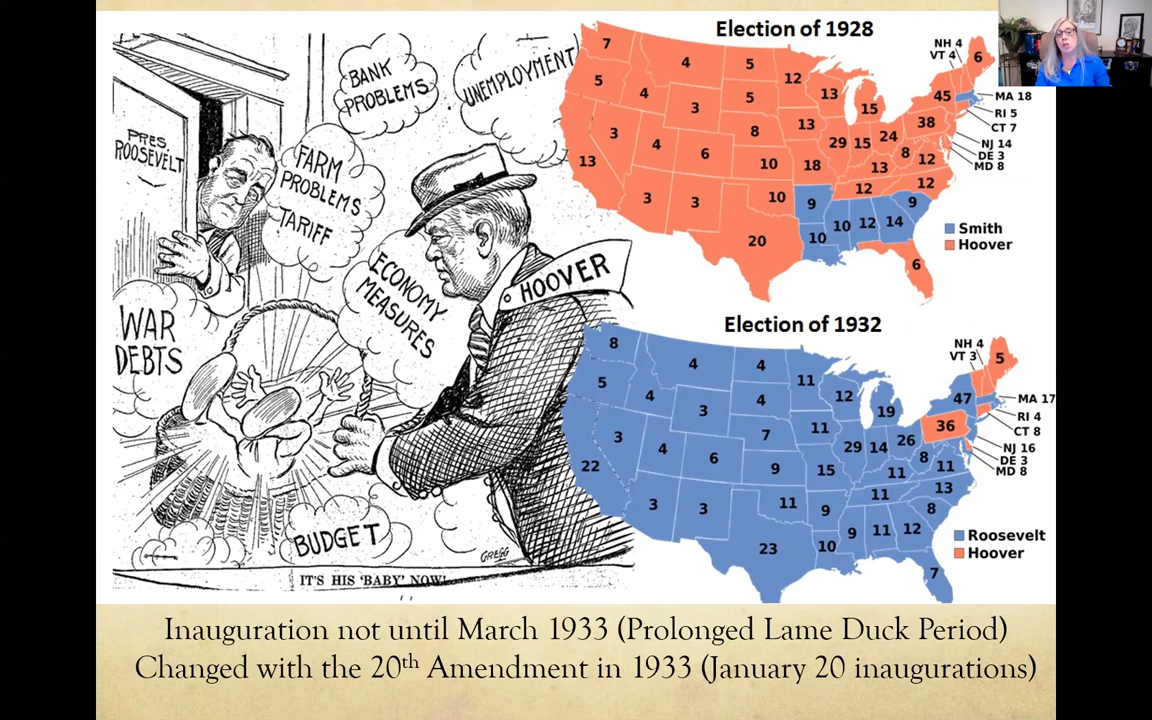 PRES.
ROOSEVELT
BANK
PROBLEMS
UNEMPLOYMENT
FARM
PROBLEMS
TARIFF
ECONOMY
MEASURES
HOOVER
WAR
DEBTS
BUDGET
GREGG
IT'S HIS 'BABY' NOW!
Election of 1928
7
5
13
4
3
4
3
4
3
6
3
5
5
8
10
10
20
12
13
18
9
10
13
29
15
15
24
13
12
10
12
14
9
12
12
8
38
45
6
6
NH 4
VT 4
MA 18
RI 5
CT 7
NJ 14
DE 3
MD 8
Smith
Hoover
Election of 1932
8
5
22
4
3
4
3
4
3
6
3
4
4
7
9
11
23
11
11
15
9
10
12
29
14
19
26
11
11
9
11
12
8
13
11
8
36
47
5
7
NH 4
VT 3
MA 17
RI 4
CT 8
NJ 16
DE 3
MD 8
Roosevelt
Hoover
Inauguration not until March 1933 (Prolonged Lame Duck Period)
Changed with the 20th Amendment in 1933 (January 20 inaugurations)